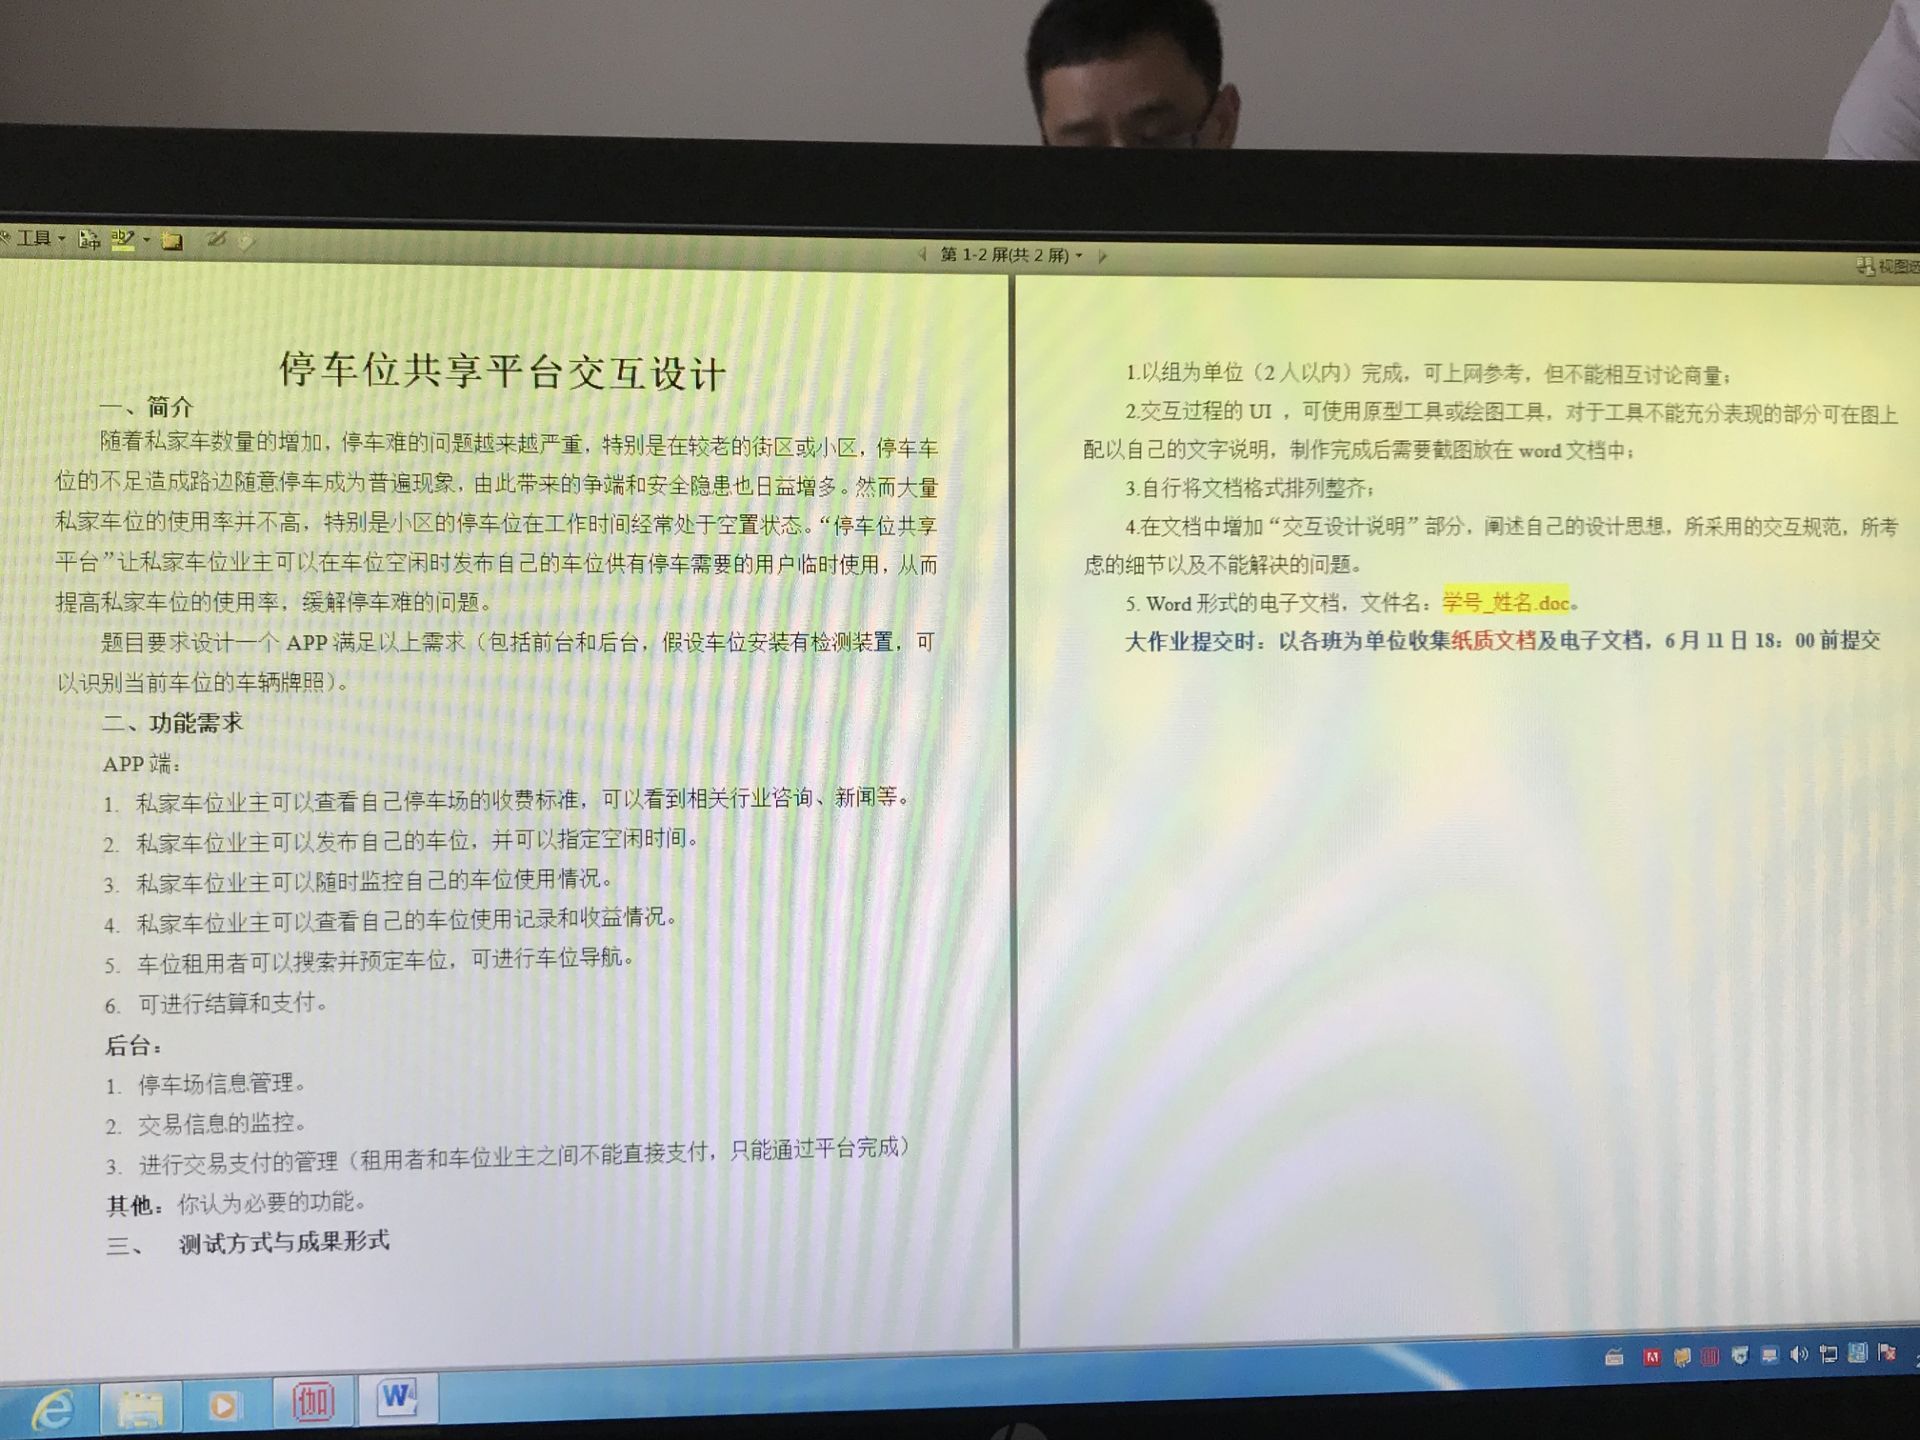 工具
第 1-2 屏(共 2 屏)
视图选
停车位共享平台交互设计
一、简介
随着私家车数量的增加，停车难的问题越来越严重，特别是在较老的街区或小区，停车车
位的不足造成路边随意停车成为普遍现象，由此带来的争端和安全隐患也日益增多。然而大量
私家车位的使用率并不高，特别是小区的停车位在工作时间经常处于空置状态。“停车位共享
平台”让私家车位业主可以在车位空闲时发布自己的车位供有停车需要的用户临时使用，从而
提高私家车位的使用率，缓解停车难的问题。
题目要求设计一个 APP 满足以上需求（包括前台和后台，假设车位安装有检测装置，可
以识别当前车位的车辆牌照）。
二、功能需求
APP 端：
1. 私家车位业主可以查看自己停车场的收费标准，可以看到相关行业咨询、新闻等。
2. 私家车位业主可以发布自己的车位，并可以指定空闲时间。
3. 私家车位业主可以随时监控自己的车位使用情况。
4. 私家车位业主可以查看自己的车位使用记录和收益情况。
5. 车位租用者可以搜索并预定车位，可进行车位导航。
6. 可进行结算和支付。
后台：
1. 停车场信息管理。
2. 交易信息的监控。
3. 进行交易支付的管理（租用者和车位业主之间不能直接支付，只能通过平台完成）
其他：你认为必要的功能。
三、 测试方式与成果形式
1.以组为单位（2 人以内）完成，可上网参考，但不能相互讨论商量；
2.交互过程的 UI ，可使用原型工具或绘图工具，对于工具不能充分表现的部分可在图上
配以自己的文字说明，制作完成后需要截图放在 word 文档中；
3.自行将文档格式排列整齐；
4.在文档中增加“交互设计说明”部分，阐述自己的设计思想，所采用的交互规范，所考
虑的细节以及不能解决的问题。
5. Word 形式的电子文档，文件名：学号_姓名.doc。
大作业提交时：以各班为单位收集纸质文档及电子文档，6 月 11 日 18：00 前提交